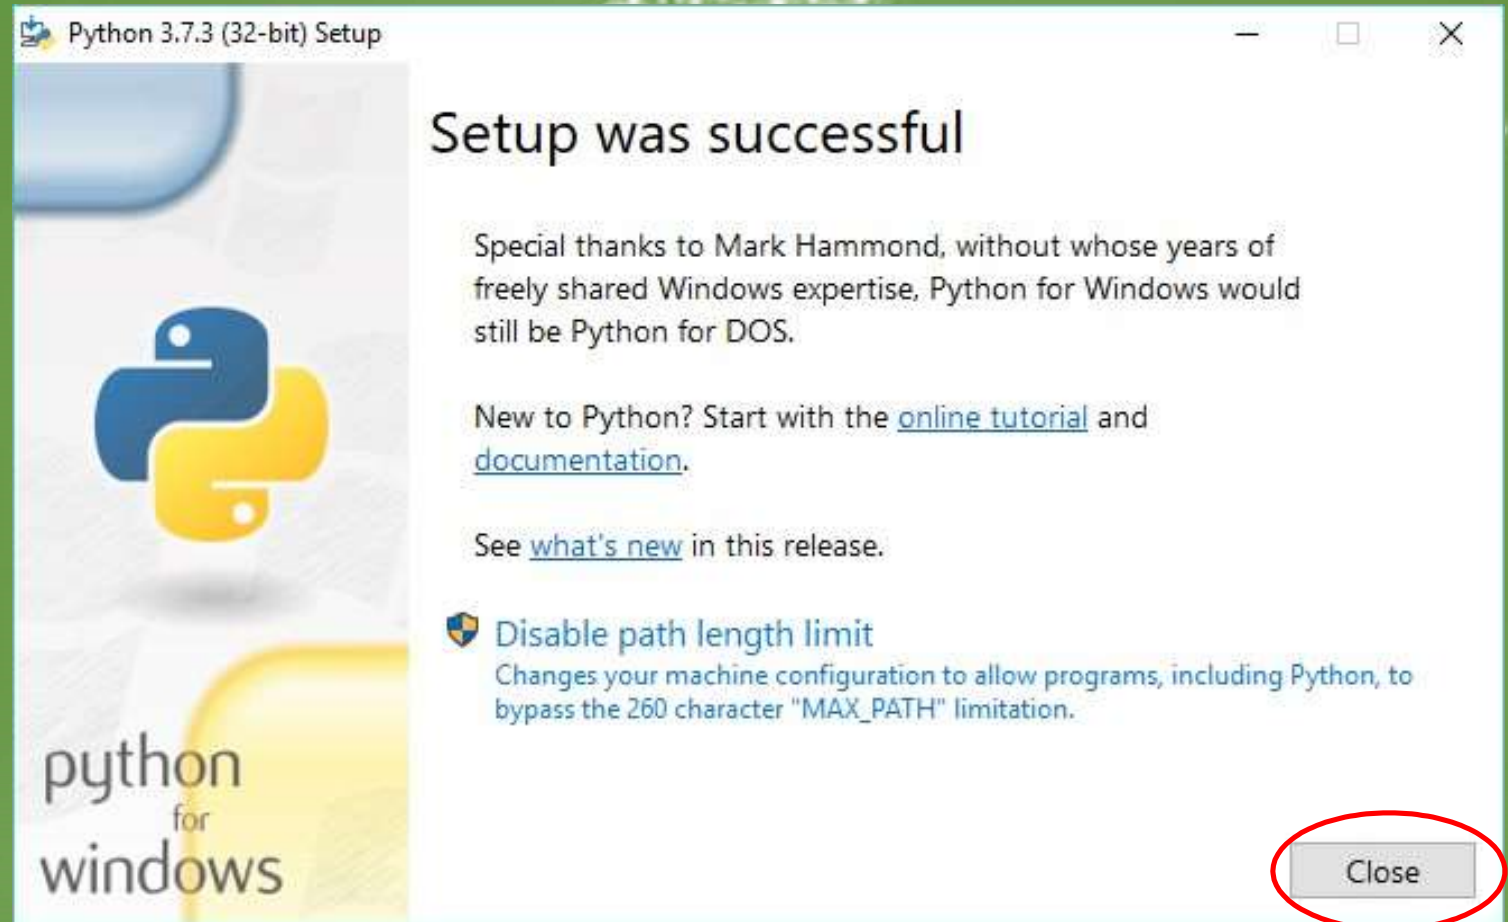 Python 3.7.3 (32-bit) Setup
Setup was successful
Special thanks to Mark Hammond, without whose years of
freely shared Windows expertise, Python for Windows would
still be Python for DOS.
New to Python? Start with the online tutorial and
documentation.
See what's new in this release.
Disable path length limit
Changes your machine configuration to allow programs, including Python, to
bypass the 260 character "MAX_PATH" limitation.
python
for
windows
Close